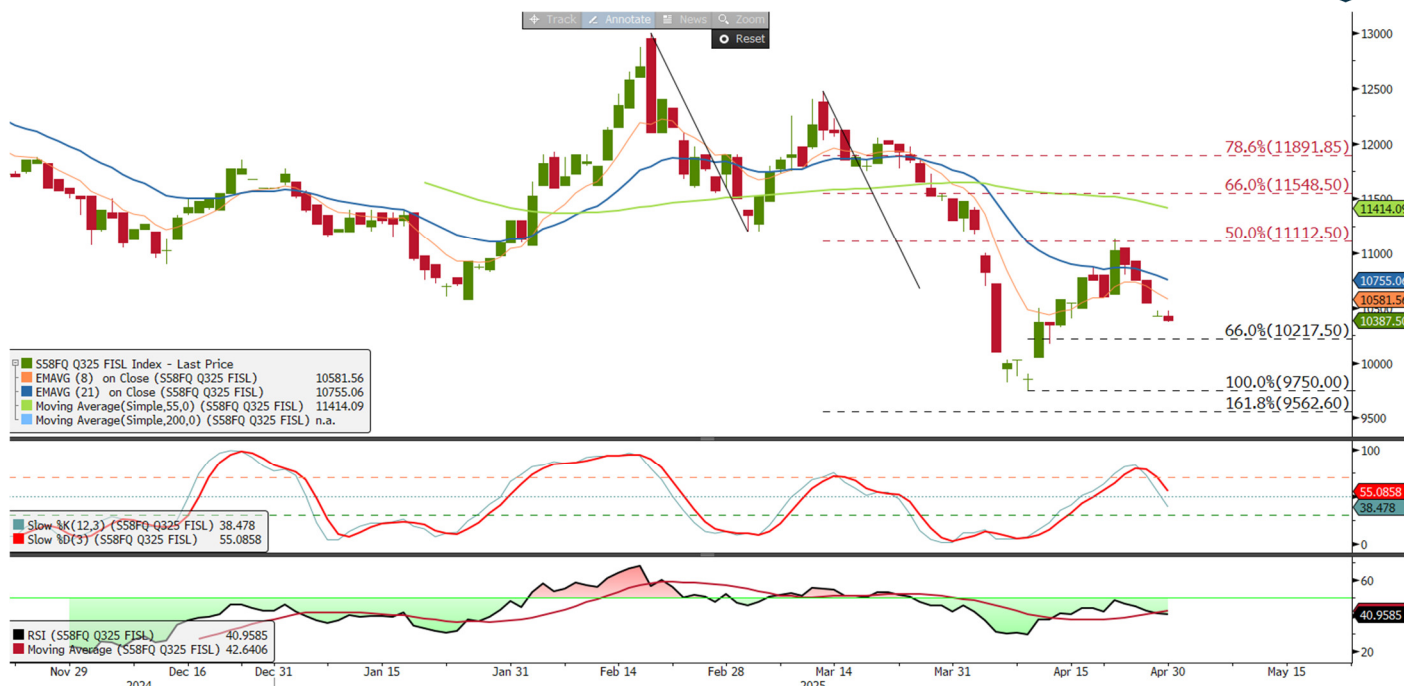 Track Annotate News Zoom
Reset
13000
12500
12000
78.6%(11891.85)
66.0%(11548.50)
11500
11414.09
50.0%(11112.50)
11000
10755.06
10581.56
10500
10387.50
66.0%(10217.50)
10000
100.0%(9750.00)
161.8%(9562.60)
9500
S58FQ Q325 FISL Index - Last Price
EMAVG (8) on Close (S58FQ Q325 FISL) 10581.56
EMAVG (21) on Close (S58FQ Q325 FISL) 10755.06
Moving Average(Simple,55,0) (S58FQ Q325 FISL) 11414.09
Moving Average(Simple,200,0) (S58FQ Q325 FISL) n.a.
100
55.0858
38.478
0
Slow %K(12,3) (S58FQ Q325 FISL) 38.478
Slow %D(3) (S58FQ Q325 FISL) 55.0858
60
40.9585
20
RSI (S58FQ Q325 FISL) 40.9585
Moving Average (S58FQ Q325 FISL) 42.6406
Nov 29 Dec 16 Dec 31 Jan 15 Jan 31 Feb 14 Feb 28 Mar 14 Mar 31 Apr 15 Apr 30 May 15
2024 2025